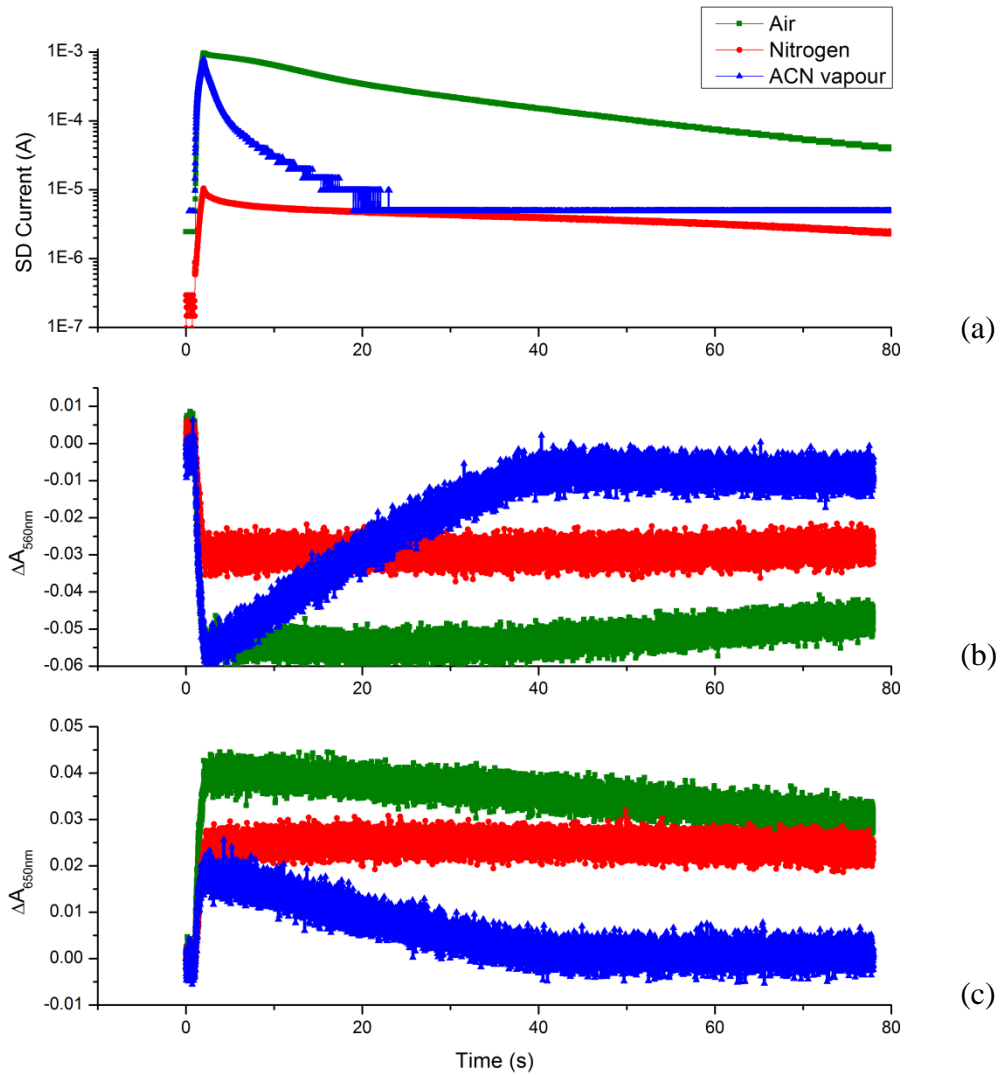 Air
Nitrogen
ACN vapour
SD Current (A)
1E-3
1E-4
1E-5
1E-6
1E-7
0 20 40 60 80
(a)
ΔA560nm
0.01
0.00
-0.01
-0.02
-0.03
-0.04
-0.05
-0.06
0 20 40 60 80
(b)
ΔA650nm
0.05
0.04
0.03
0.02
0.01
0.00
-0.01
0 20 40 60 80
(c)
Time (s)